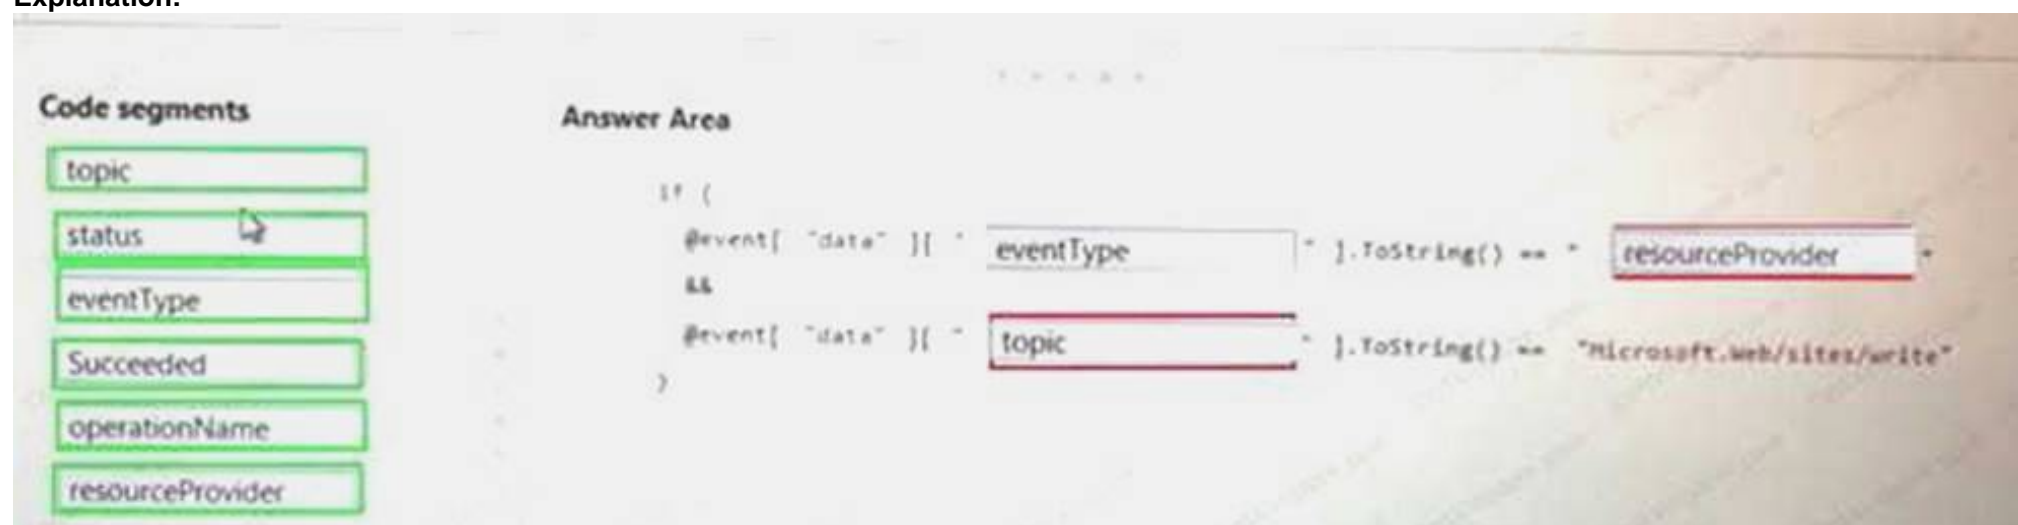 Explanation:
Code segments
topic
status
eventType
Succeeded
operationName
resourceProvider
Answer Area
if (
@event[ "data" ][ " eventType " ].ToString() == " resourceProvider "
&&
@event[ "data" ][ " topic " ].ToString() == "Microsoft.Web/sites/write"
)